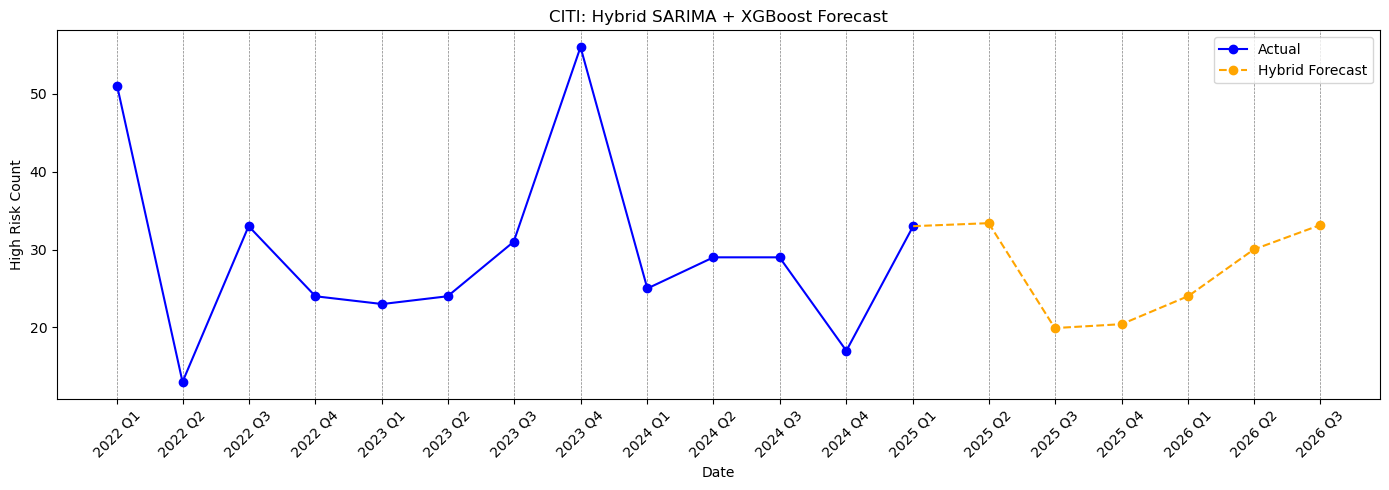 CITI: Hybrid SARIMA + XGBoost Forecast
Actual
Hybrid Forecast
High Risk Count
50
40
30
20
2022 Q1
2022 Q2
2022 Q3
2022 Q4
2023 Q1
2023 Q2
2023 Q3
2023 Q4
2024 Q1
2024 Q2
2024 Q3
2024 Q4
2025 Q1
2025 Q2
2025 Q3
2025 Q4
2026 Q1
2026 Q2
2026 Q3
Date